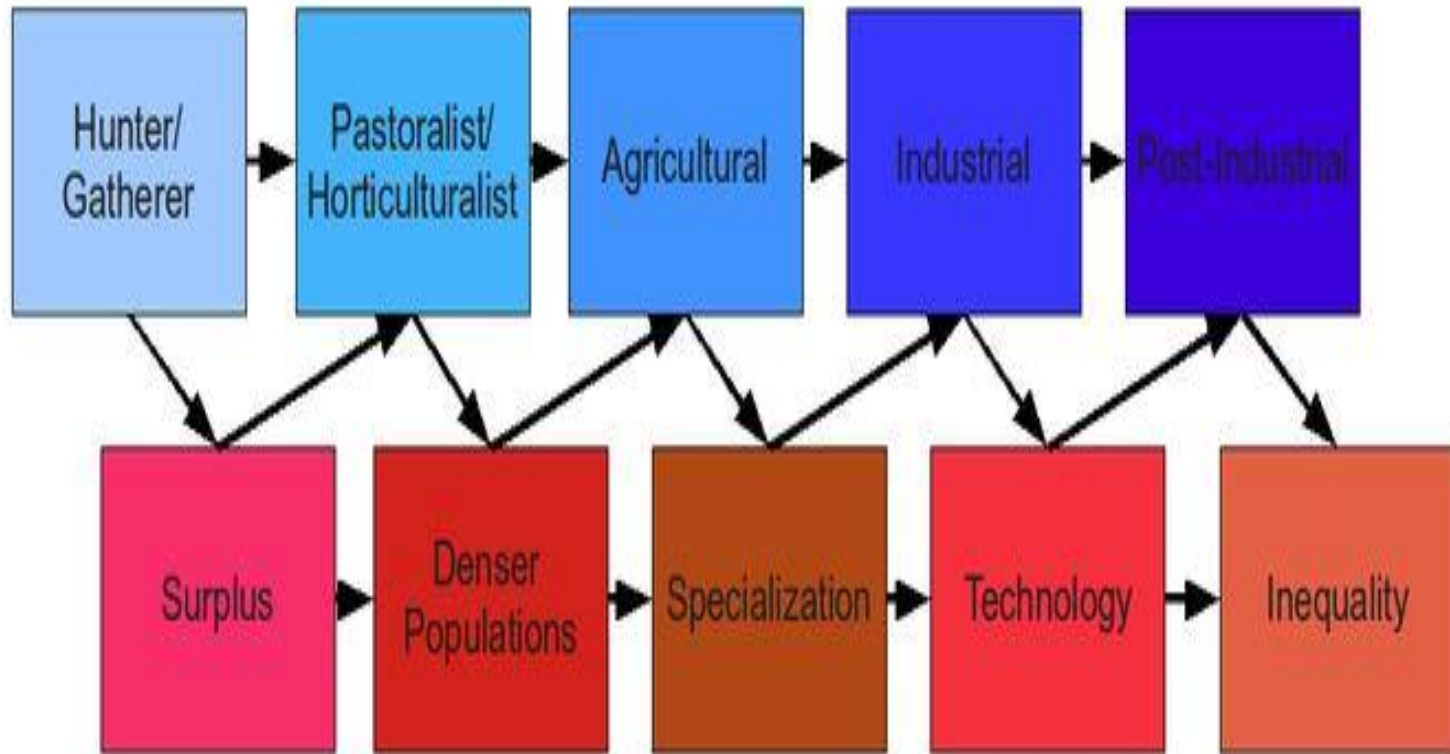 Hunter/
Gatherer
Pastoralist/
Horticulturalist
Agricultural
Industrial
Post-Industrial
Surplus
Denser
Populations
Specialization
Technology
Inequality